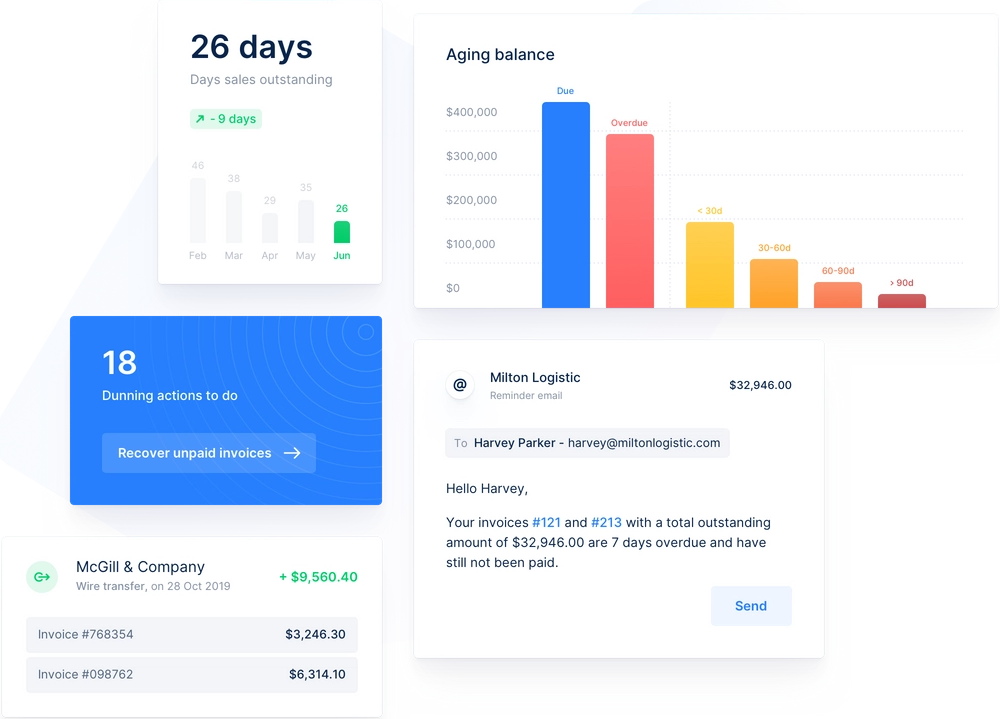 26 days
Days sales outstanding
- 9 days
46
38
29
35
26
Feb Mar Apr May Jun
Aging balance
Due
Overdue
< 30d
30-60d
60-90d
> 90d
$400,000
$300,000
$200,000
$100,000
$0
18
Dunning actions to do
Recover unpaid invoices
McGill & Company
Wire transfer, on 28 Oct 2019
+ $9,560.40
Invoice #768354 $3,246.30
Invoice #098762 $6,314.10
@
Milton Logistic
Reminder email
$32,946.00
To Harvey Parker - harvey@miltonlogistic.com
Hello Harvey,
Your invoices #121 and #213 with a total outstanding
amount of $32,946.00 are 7 days overdue and have
still not been paid.
Send